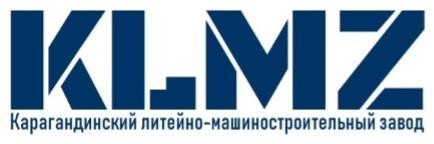 KLMZ
Карагандинский литейно-машиностроительный завод